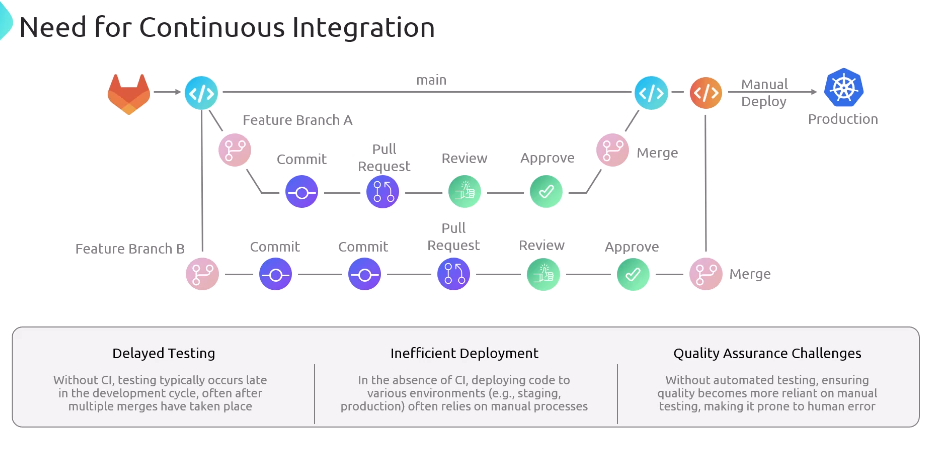 Need for Continuous Integration
main
Manual
Deploy
Production
Feature Branch A
Commit
Pull
Request
Review
Approve
Merge
Feature Branch B
Commit
Commit
Pull
Request
Review
Approve
Merge
Delayed Testing
Without CI, testing typically occurs late
in the development cycle, often after
multiple merges have taken place
Inefficient Deployment
In the absence of CI, deploying code to
various environments (e.g., staging,
production) often relies on manual processes
Quality Assurance Challenges
Without automated testing, ensuring
quality becomes more reliant on manual
testing, making it prone to human error